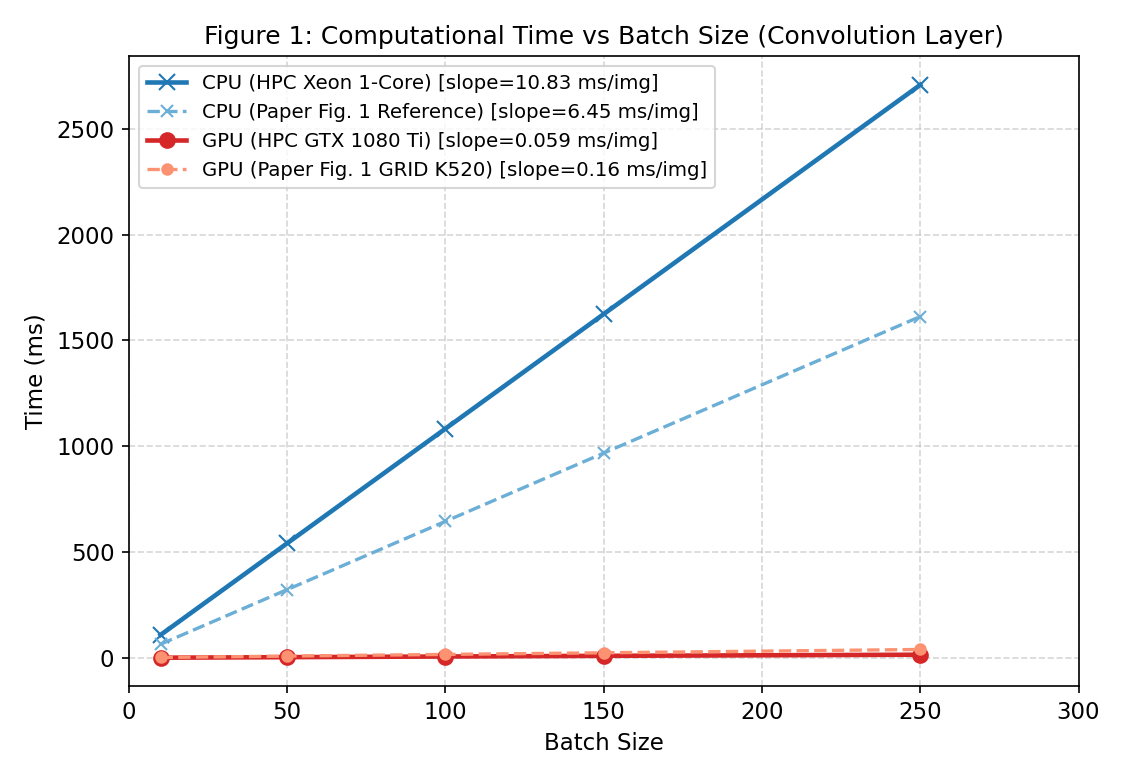 Figure 1: Computational Time vs Batch Size (Convolution Layer)
CPU (HPC Xeon 1-Core) [slope=10.83 ms/img]
CPU (Paper Fig. 1 Reference) [slope=6.45 ms/img]
GPU (HPC GTX 1080 Ti) [slope=0.059 ms/img]
GPU (Paper Fig. 1 GRID K520) [slope=0.16 ms/img]
Time (ms)
2500
2000
1500
1000
500
0
0 50 100 150 200 250 300
Batch Size